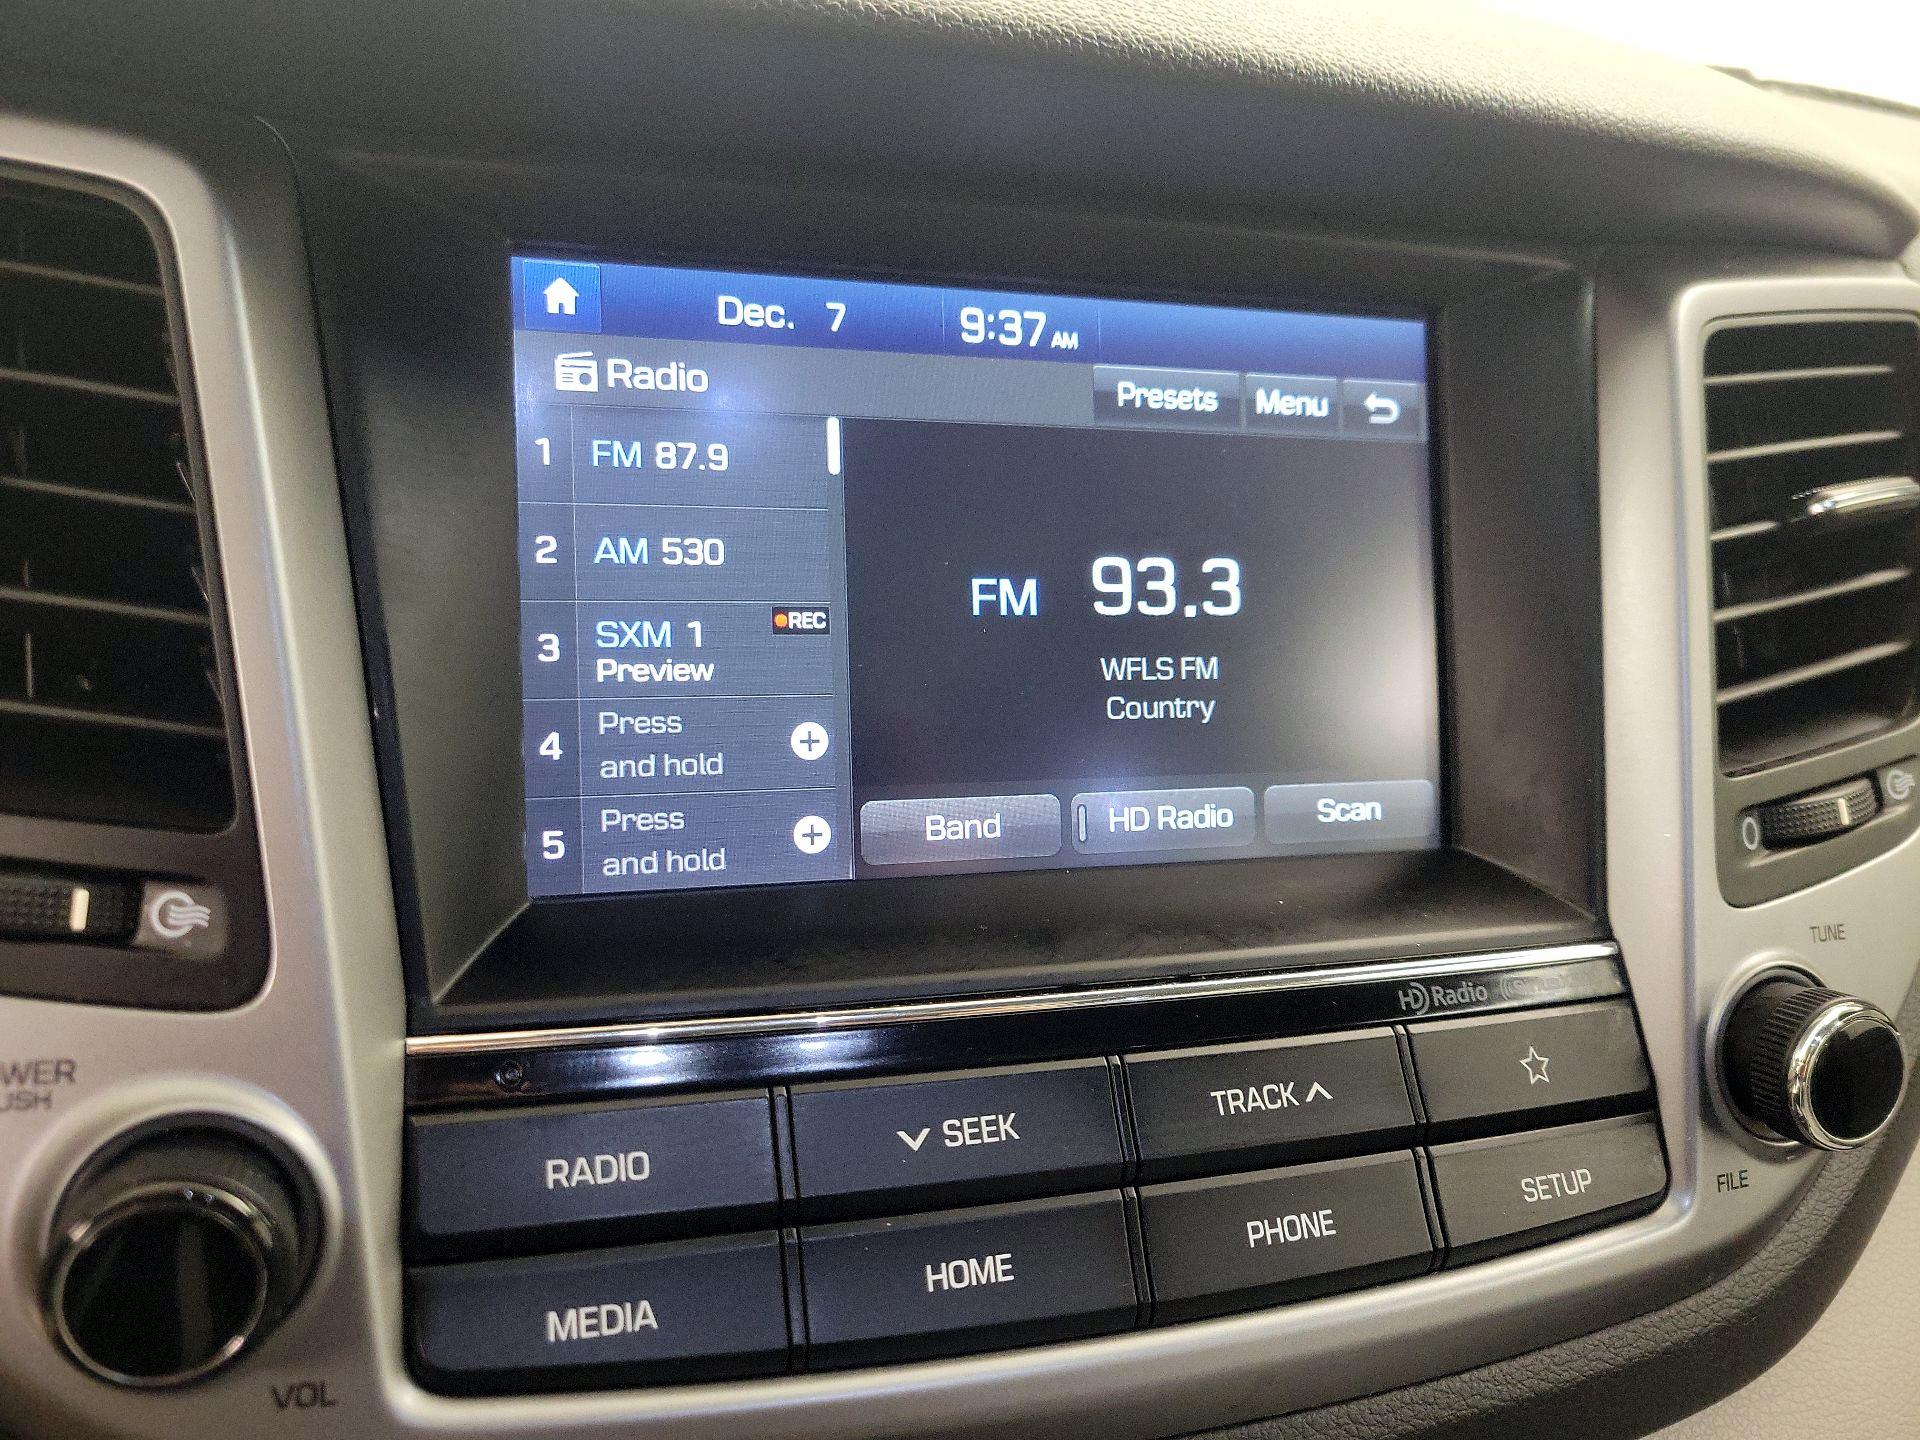 Dec. 7 9:37 AM
Radio
Presets Menu
1 FM 87.9
2 AM 530
3 SXM 1 REC
Preview
4 Press
and hold
5 Press
and hold
FM 93.3
WFLS FM
Country
Band HD Radio Scan
HD Radio
TUNE
FILE
VOL
RADIO
SEEK
TRACK
MEDIA
HOME
PHONE
SETUP
0